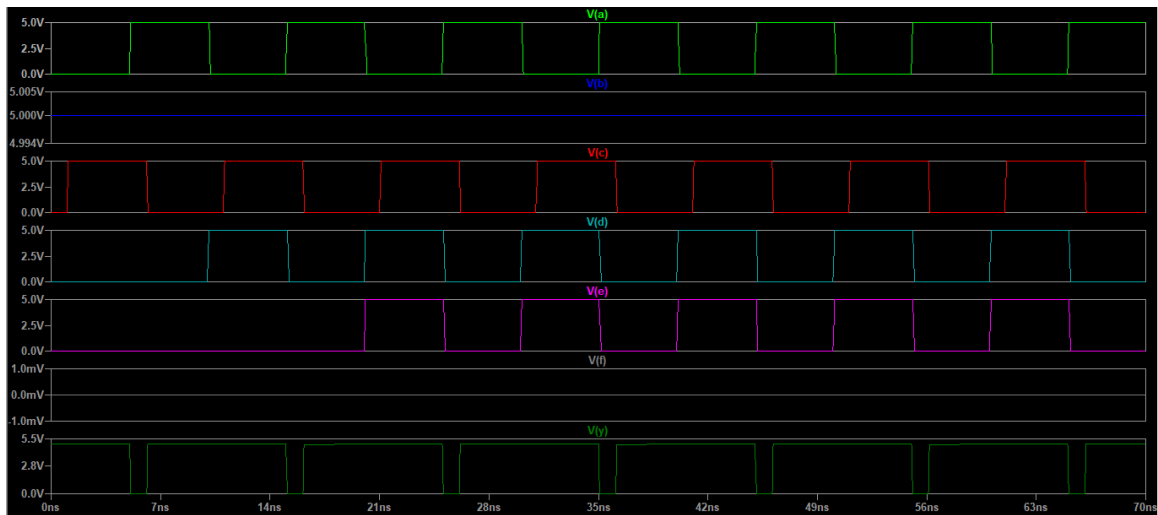 V(a)
5.0V
2.5V
0.0V
V(b)
5.005V
5.000V
4.994V
V(c)
5.0V
2.5V
0.0V
V(d)
5.0V
2.5V
0.0V
V(e)
5.0V
2.5V
0.0V
V(f)
1.0mV
0.0mV
-1.0mV
V(y)
5.5V
2.8V
0.0V
0ns 7ns 14ns 21ns 28ns 35ns 42ns 49ns 56ns 63ns 70ns